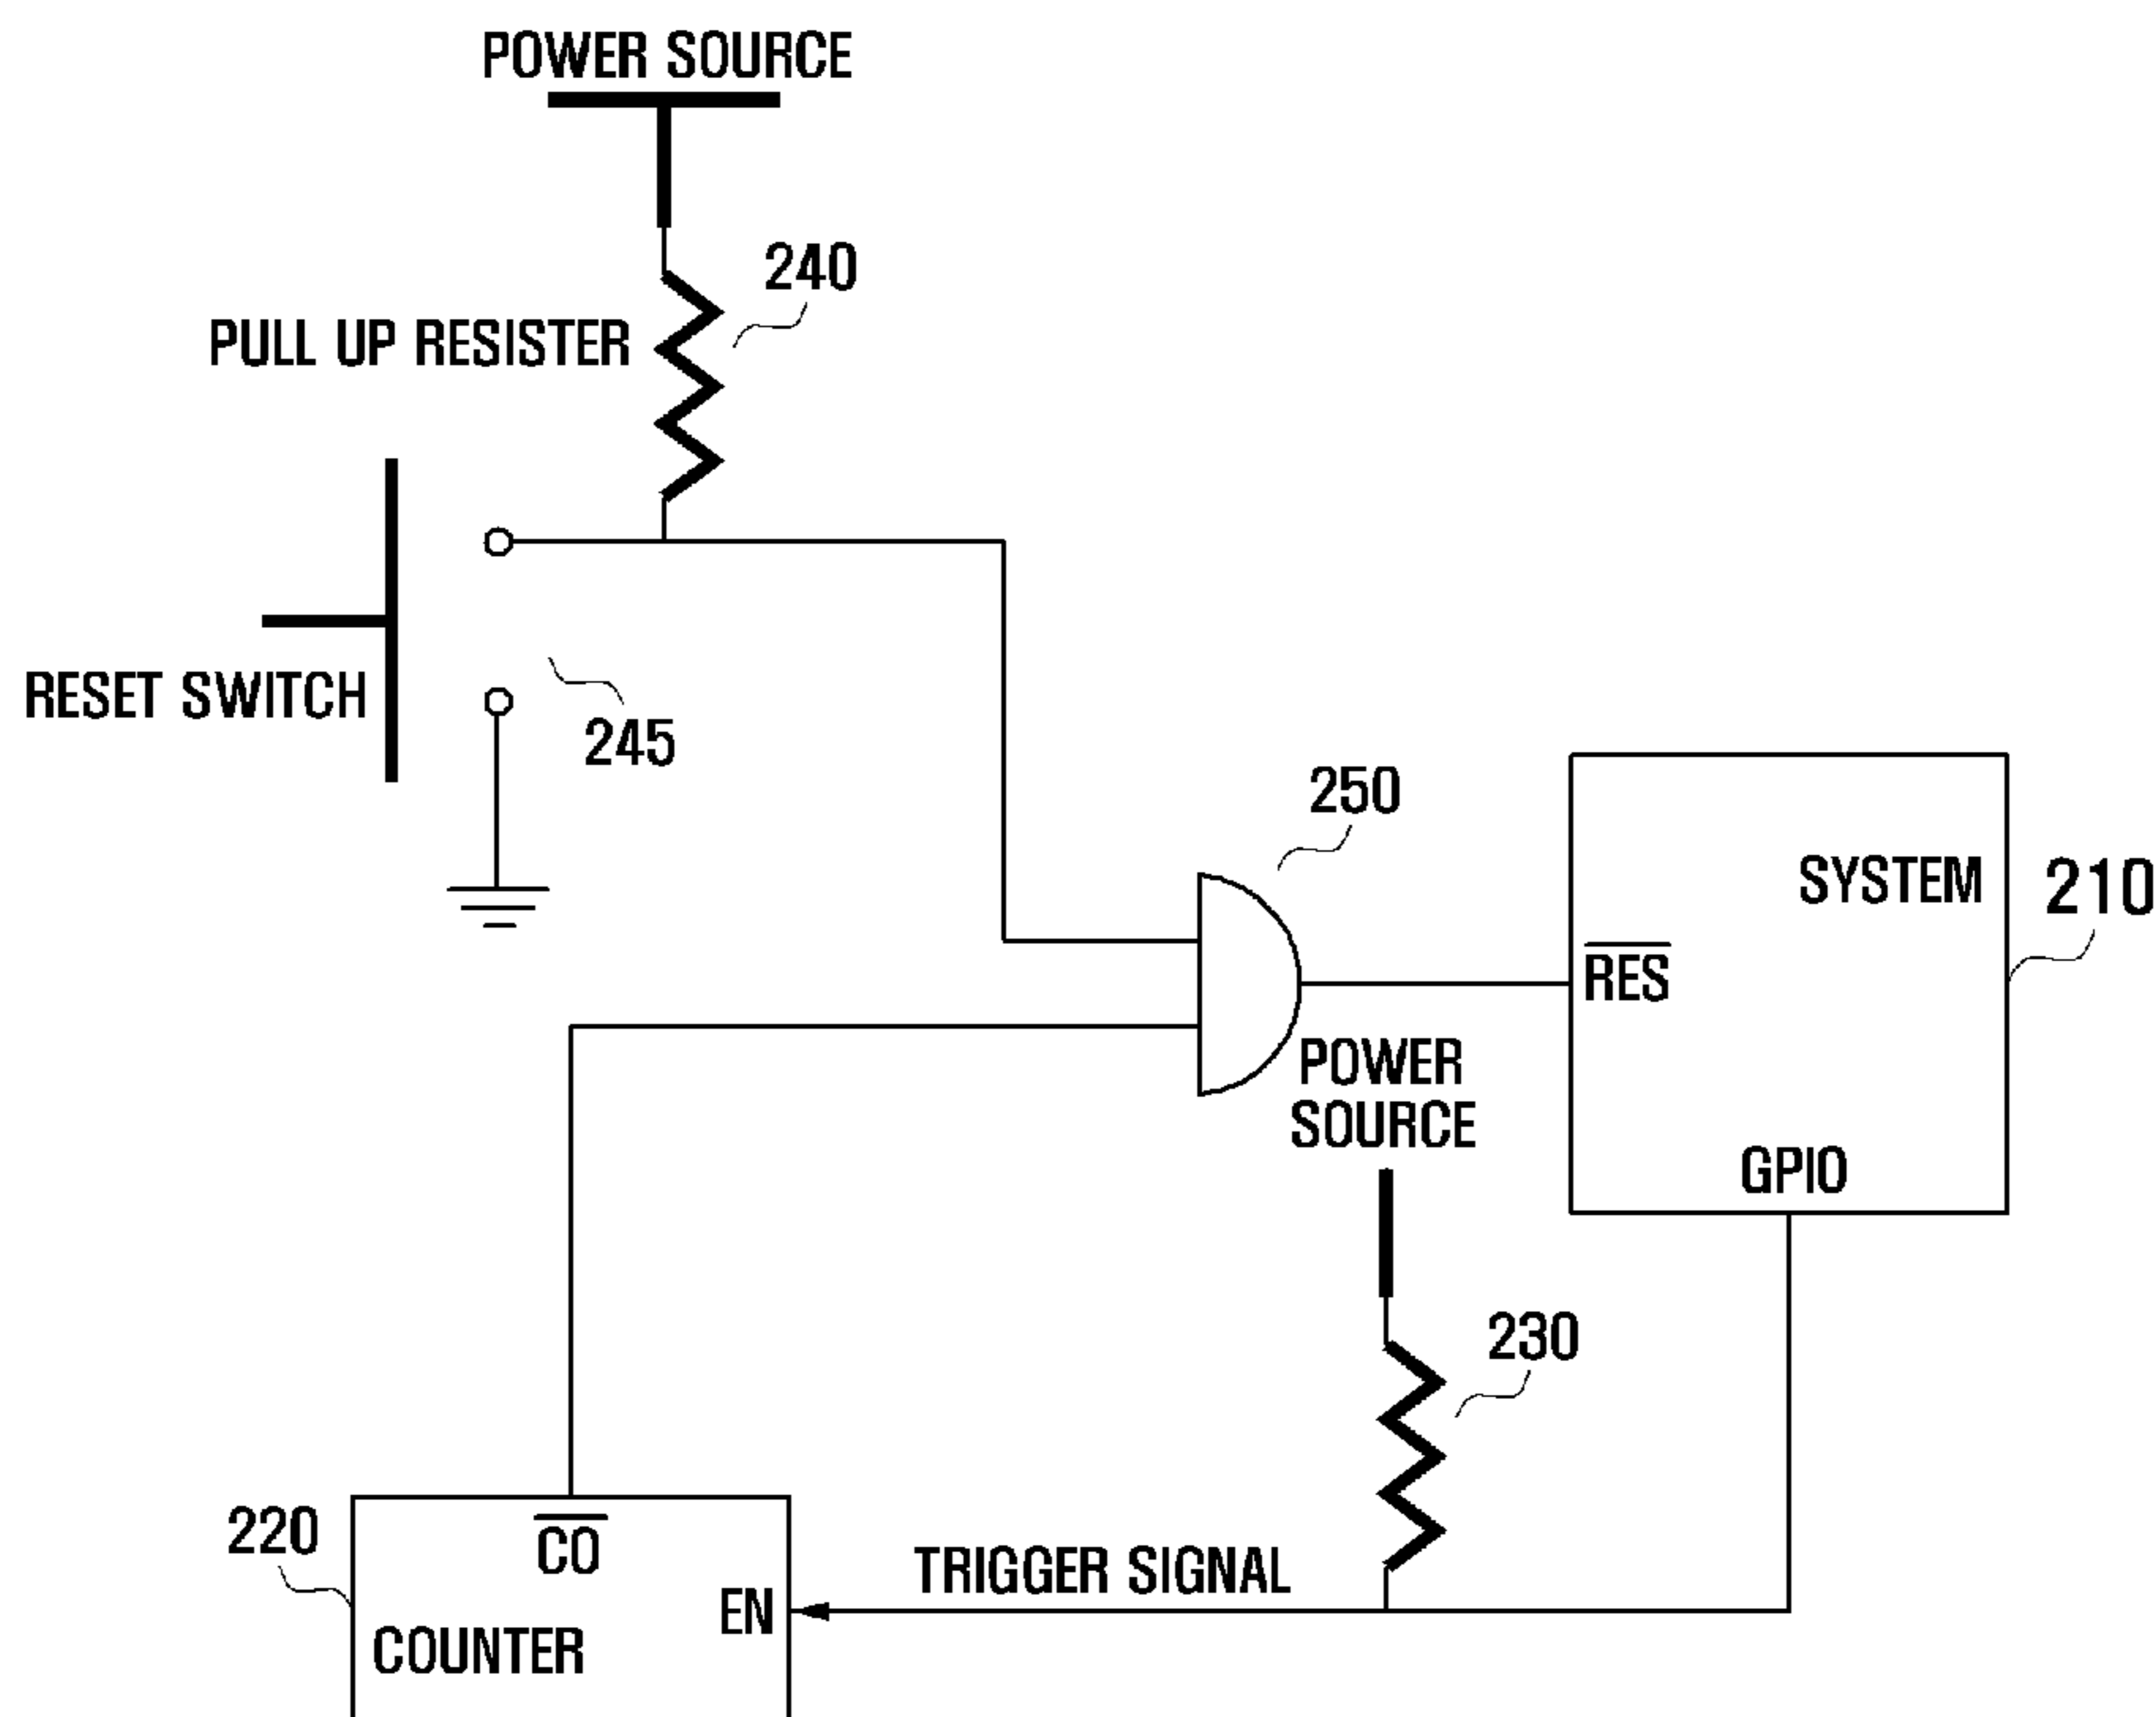 POWER SOURCE
240
PULL UP RESISTER
RESET SWITCH
245
250
SYSTEM
210
RES
POWER
SOURCE
GPIO
230
220
CO
TRIGGER SIGNAL
EN
COUNTER